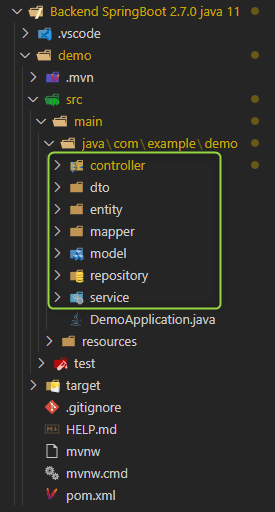 Backend SpringBoot 2.7.0 java 11
.vscode
demo
.mvn
src
main
java\com\example\demo
controller
dto
entity
mapper
model
repository
service
DemoApplication.java
resources
test
target
.gitignore
HELP.md
mvnw
mvnw.cmd
pom.xml